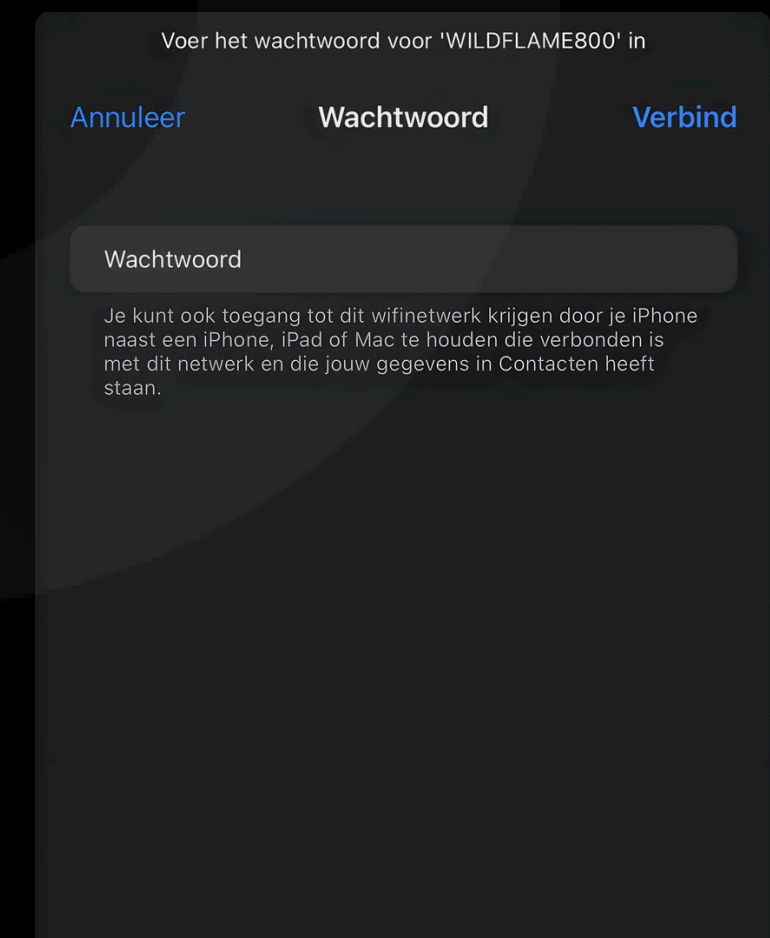 Voer het wachtwoord voor 'WILDFLAME800' in
Annuleer Wachtwoord Verbind
Wachtwoord
Je kunt ook toegang tot dit wifinetwerk krijgen door je iPhone
naast een iPhone, iPad of Mac te houden die verbonden is
met dit netwerk en die jouw gegevens in Contacten heeft
staan.